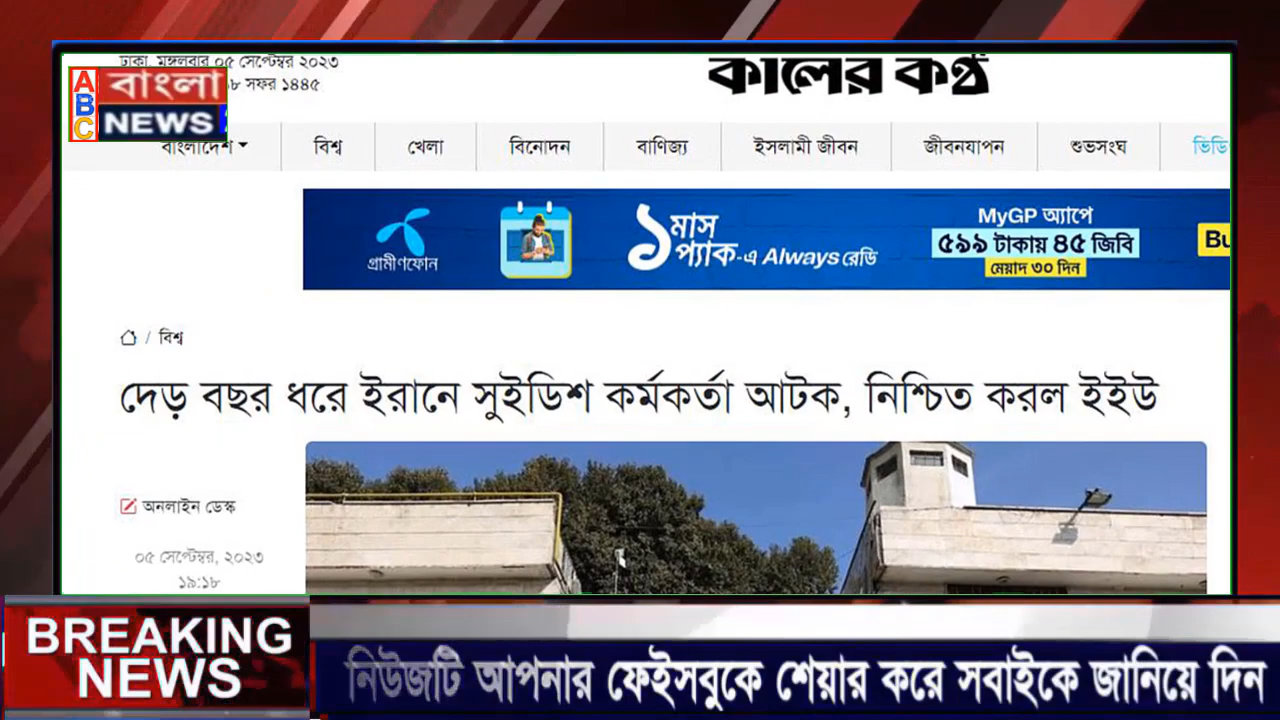 ঢাকা, মঙ্গলবার ০৫ সেপ্টেম্বর ২০২৩
সফর ১৪৪৫
কালের কণ্ঠ
ABC
বাংলা
NEWS
বাংলাদেশ বিশ্ব খেলা বিনোদন বাণিজ্য ইসলামী জীবন জীবনযাপন শুভসংঘ
গ্রামীণফোন
১ মাস
প্যাক-এ Always রেডি
MyGP অ্যাপে
৫৯৯ টাকায় ৪৫ জিবি
মেয়াদ ৩০ দিন
/ বিশ্ব
দেড় বছর ধরে ইরানে সুইডিশ কর্মকর্তা আটক, নিশ্চিত করল ইইউ
অনলাইন ডেস্ক
০৫ সেপ্টেম্বর, ২০২৩
১৯:১৮
BREAKING
NEWS
নিউজটি আপনার ফেইসবুকে শেয়ার করে সবাইকে জানিয়ে দিন